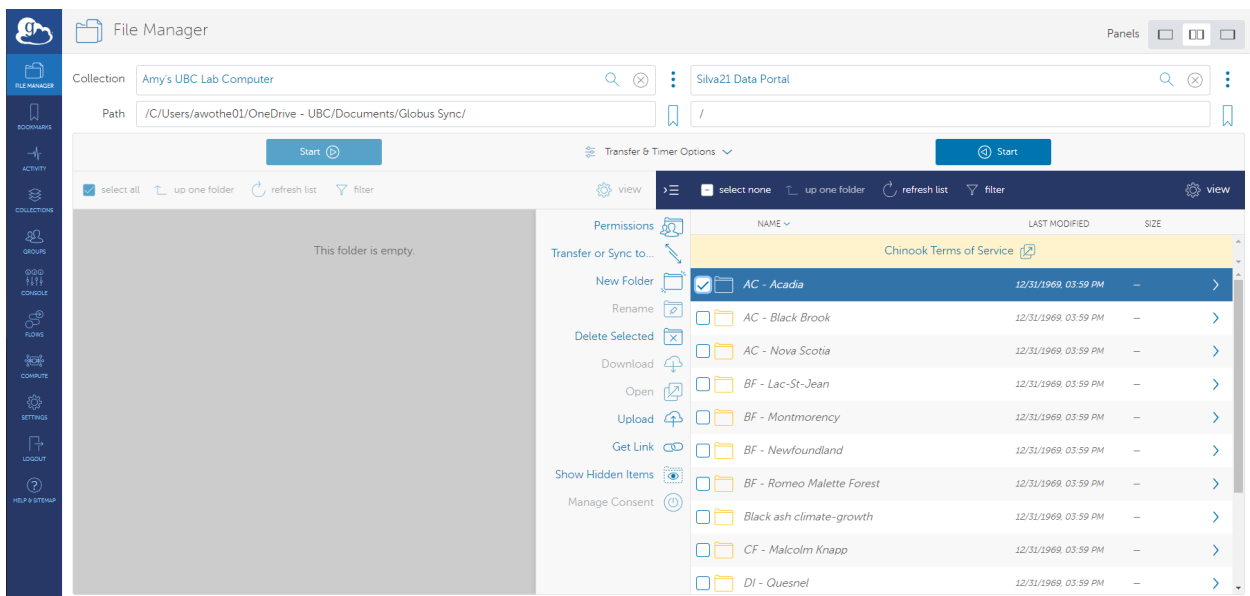 File Manager
Panels
FILE MANAGER
BOOKMARKS
ACTIVITY
COLLECTIONS
GROUPS
CONSOLE
FLOWS
COMPUTE
SETTINGS
LOGOUT
HELP & SITEMAP
Collection
Amy's UBC Lab Computer
Silva21 Data Portal
Path
/C/Users/awothe01/OneDrive - UBC/Documents/Globus Sync/
/
Start
Transfer & Timer Options
Start
select all
up one folder
refresh list
filter
view
select none
up one folder
refresh list
filter
view
This folder is empty.
Permissions
Transfer or Sync to...
New Folder
Rename
Delete Selected
Download
Open
Upload
Get Link
Show Hidden Items
Manage Consent
NAME LAST MODIFIED SIZE
Chinook Terms of Service
AC - Acadia 12/31/1969, 03:59 PM –
AC - Black Brook 12/31/1969, 03:59 PM –
AC - Nova Scotia 12/31/1969, 03:59 PM –
BF - Lac-St-Jean 12/31/1969, 03:59 PM –
BF - Montmorency 12/31/1969, 03:59 PM –
BF - Newfoundland 12/31/1969, 03:59 PM –
BF - Romeo Malette Forest 12/31/1969, 03:59 PM –
Black ash climate-growth 12/31/1969, 03:59 PM –
CF - Malcolm Knapp 12/31/1969, 03:59 PM –
DI - Quesnel 12/31/1969, 03:59 PM –